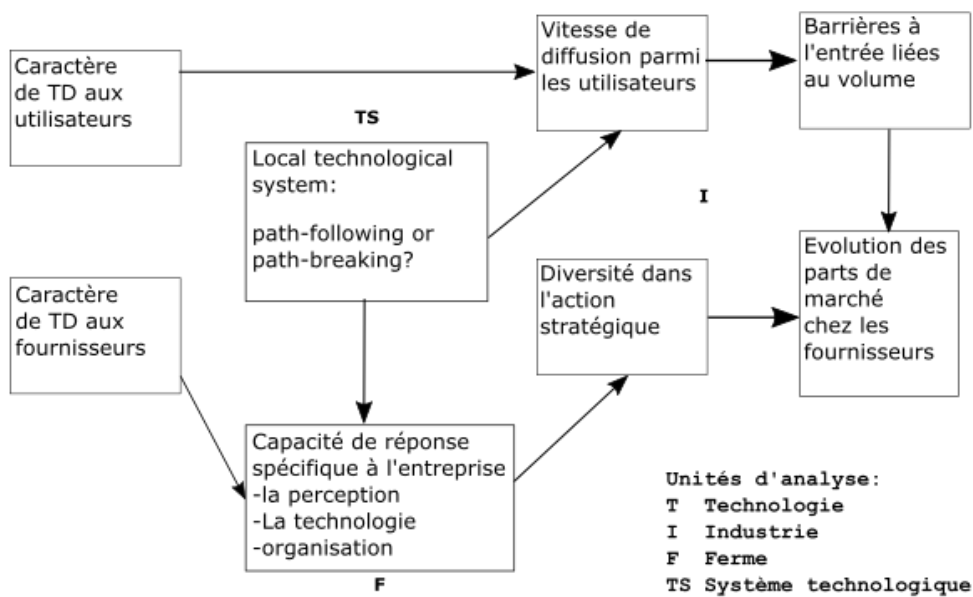 Caractère
de TD aux
utilisateurs
TS
Vitesse de
diffusion parmi
les utilisateurs
Barrières à
l'entrée liées
au volume
Local technological
system:
path-following or
path-breaking?
I
Caractère
de TD aux
fournisseurs
Diversité dans
l'action
stratégique
Evolution des
parts de
marché
chez les
fournisseurs
Capacité de réponse
spécifique à l'entreprise
-la perception
-La technologie
-organisation
F
Unités d'analyse:
T Technologie
I Industrie
F Ferme
TS Système technologique